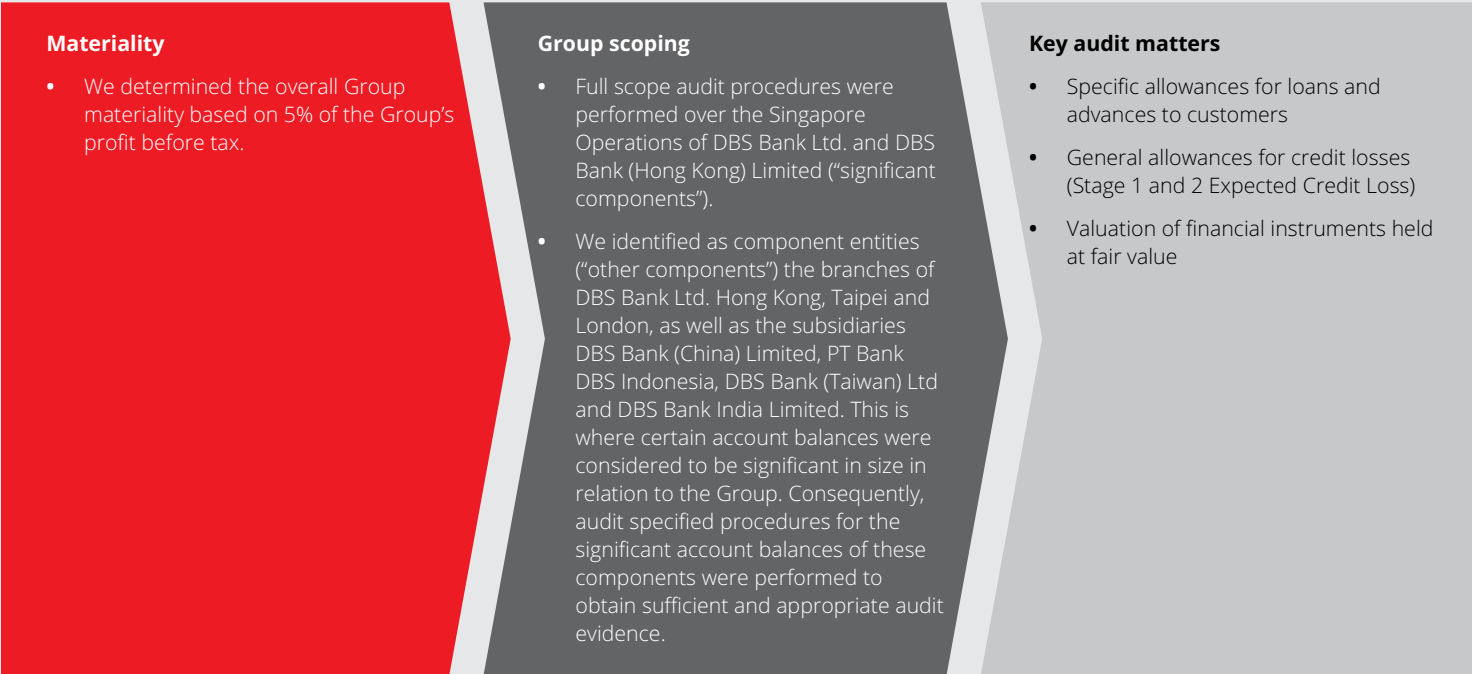 Materiality
• We determined the overall Group
materiality based on 5% of the Group’s
profit before tax.
Group scoping
• Full scope audit procedures were
performed over the Singapore
Operations of DBS Bank Ltd. and DBS
Bank (Hong Kong) Limited (“significant
components”).
• We identified as component entities
(“other components”) the branches of
DBS Bank Ltd. Hong Kong, Taipei and
London, as well as the subsidiaries
DBS Bank (China) Limited, PT Bank
DBS Indonesia, DBS Bank (Taiwan) Ltd
and DBS Bank India Limited. This is
where certain account balances were
considered to be significant in size in
relation to the Group. Consequently,
audit specified procedures for the
significant account balances of these
components were performed to
obtain sufficient and appropriate audit
evidence.
Key audit matters
• Specific allowances for loans and
advances to customers
• General allowances for credit losses
(Stage 1 and 2 Expected Credit Loss)
• Valuation of financial instruments held
at fair value